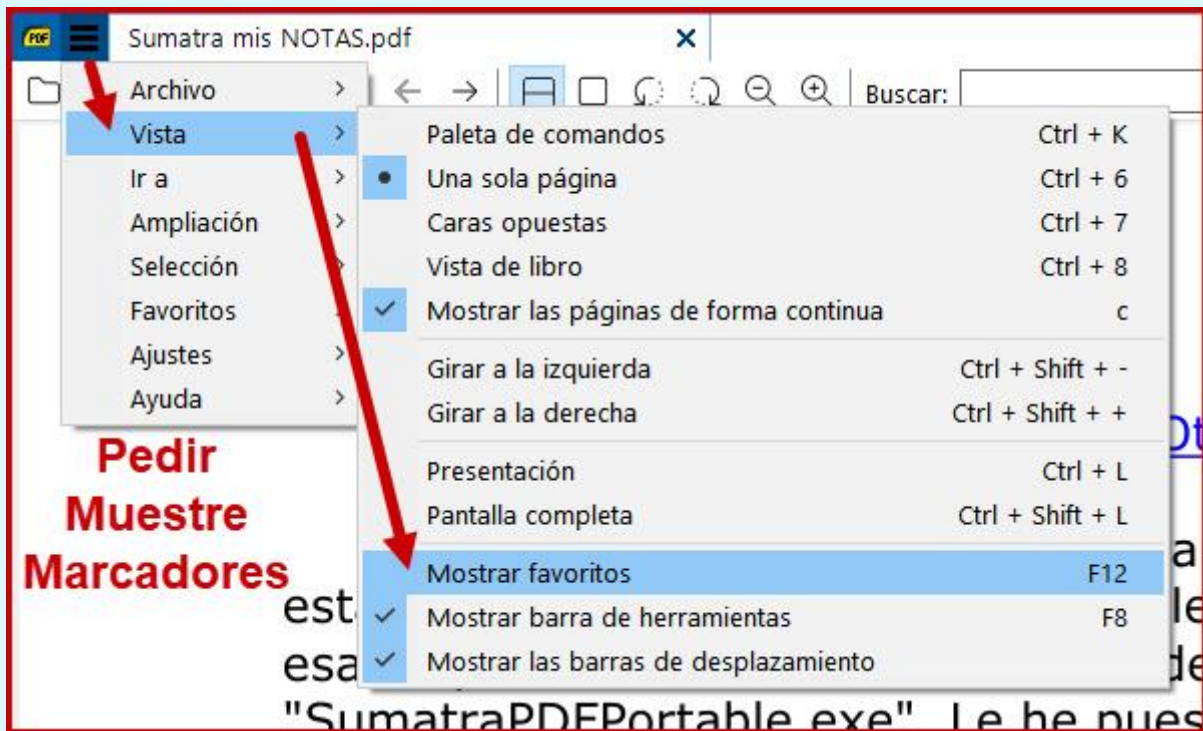 PDF
Sumatra mis NOTAS.pdf
Buscar:
Archivo
Vista
Ir a
Ampliación
Selección
Favoritos
Ajustes
Ayuda
Paleta de comandos Ctrl + K
Una sola página Ctrl + 6
Caras opuestas Ctrl + 7
Vista de libro Ctrl + 8
Mostrar las páginas de forma continua c
Girar a la izquierda Ctrl + Shift + -
Girar a la derecha Ctrl + Shift + +
Presentación Ctrl + L
Pantalla completa Ctrl + Shift + L
Mostrar favoritos F12
Mostrar barra de herramientas F8
Mostrar las barras de desplazamiento
Pedir
Muestre
Marcadores
"SumatraPDFPortable.exe". Le he pues